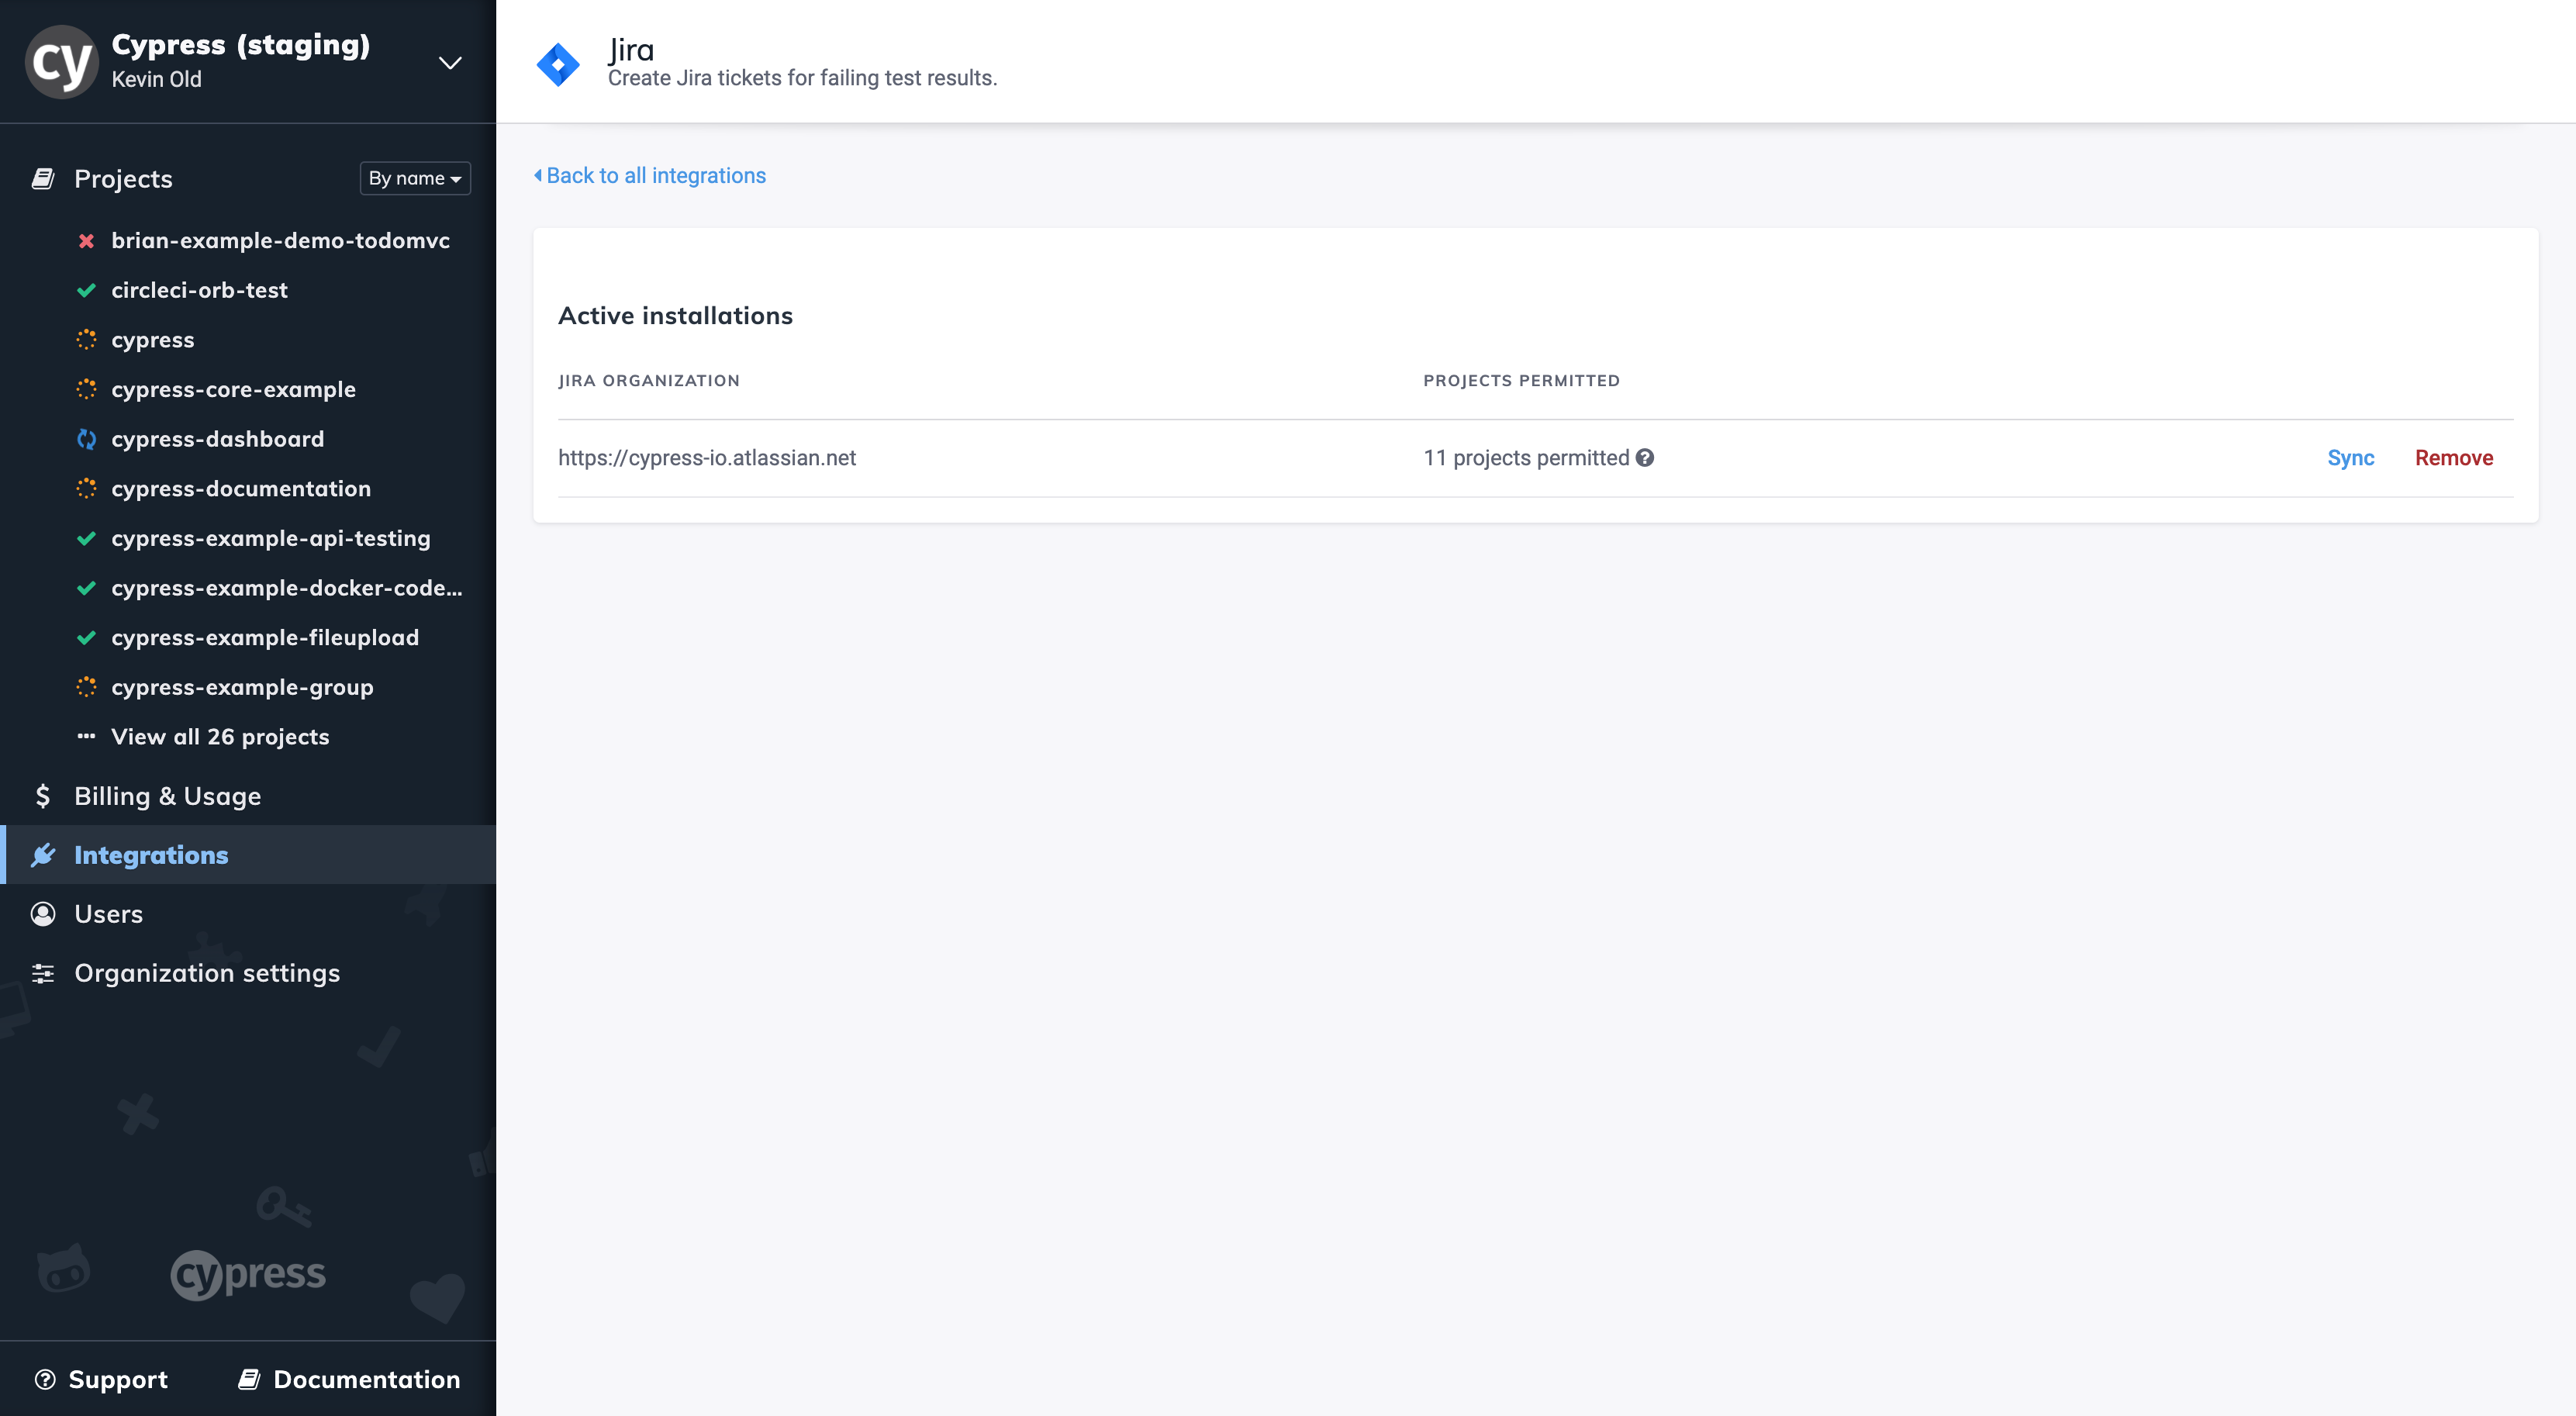 cy
Cypress (staging)
Kevin Old
Projects
By name
brian-example-demo-todomvc
circleci-orb-test
cypress
cypress-core-example
cypress-dashboard
cypress-documentation
cypress-example-api-testing
cypress-example-docker-code...
cypress-example-fileupload
cypress-example-group
View all 26 projects
Billing & Usage
Integrations
Users
Organization settings
cypress
Support
Documentation
Jira
Create Jira tickets for failing test results.
Back to all integrations
Active installations
JIRA ORGANIZATION PROJECTS PERMITTED
https://cypress-io.atlassian.net 11 projects permitted Sync Remove